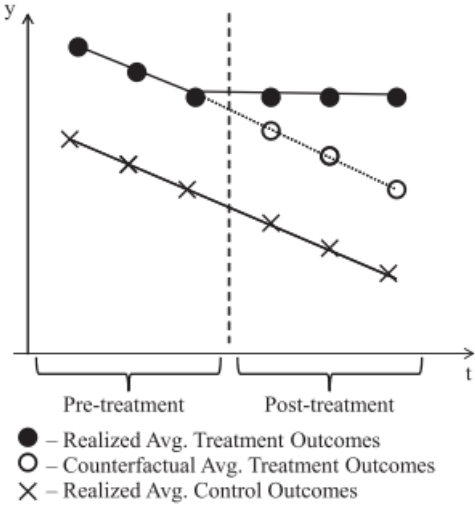 y
t
Pre-treatment Post-treatment
– Realized Avg. Treatment Outcomes
– Counterfactual Avg. Treatment Outcomes
– Realized Avg. Control Outcomes